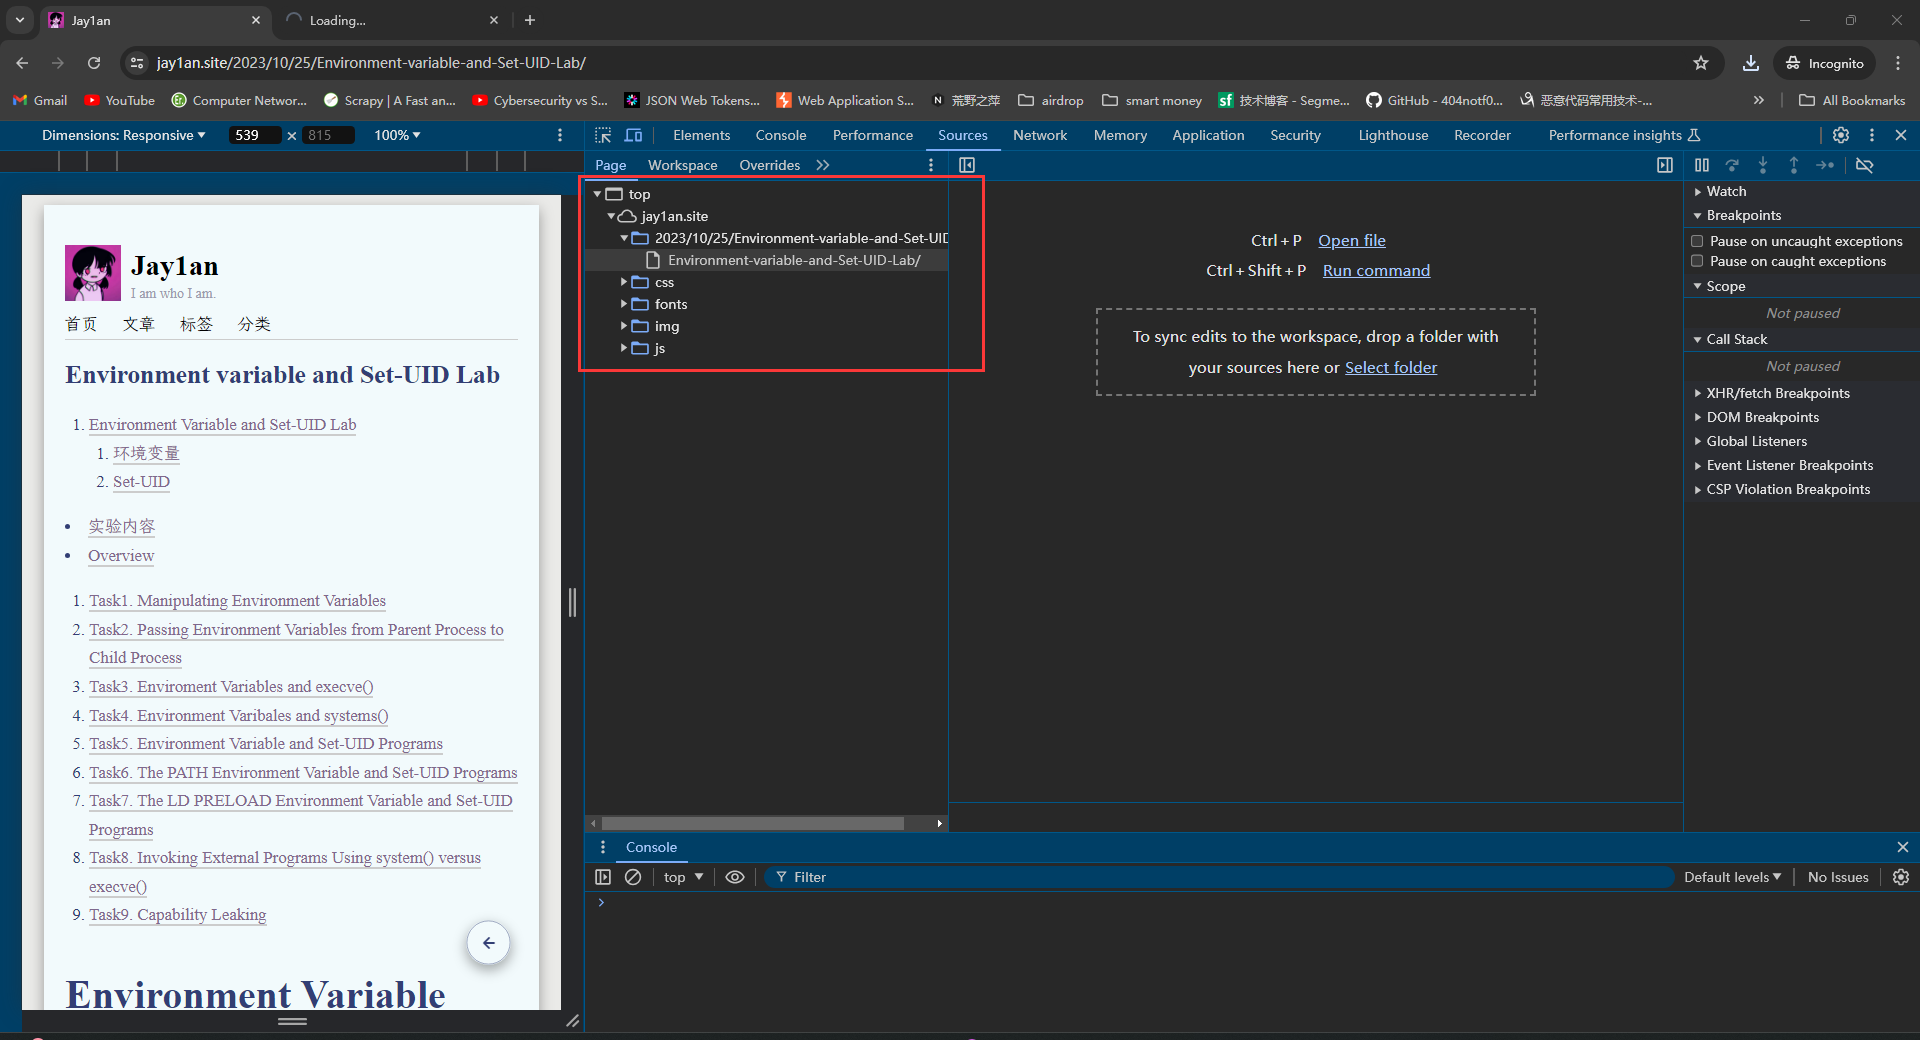 Jay1an
Loading...
jay1an.site/2023/10/25/Environment-variable-and-Set-UID-Lab/
Incognito
Gmail
YouTube
Computer Networ...
Scrapy | A Fast an...
Cybersecurity vs S...
JSON Web Tokens...
Web Application S...
荒野之萍
airdrop
smart money
技术博客 - Segme...
GitHub - 404notf0...
恶意代码常用技术-...
All Bookmarks
Dimensions: Responsive
539 × 815
100%
Elements
Console
Performance
Sources
Network
Memory
Application
Security
Lighthouse
Recorder
Performance insights
Page
Workspace
Overrides
Jay1an
I am who I am.
首页 文章 标签 分类
Environment variable and Set-UID Lab
1. Environment Variable and Set-UID Lab
1. 环境变量
2. Set-UID
• 实验内容
• Overview
1. Task1. Manipulating Environment Variables
2. Task2. Passing Environment Variables from Parent Process to
Child Process
3. Task3. Enviroment Variables and execve()
4. Task4. Environment Varibales and systems()
5. Task5. Environment Variable and Set-UID Programs
6. Task6. The PATH Environment Variable and Set-UID Programs
7. Task7. The LD PRELOAD Environment Variable and Set-UID
Programs
8. Task8. Invoking External Programs Using system() versus
execve()
9. Task9. Capability Leaking
Environment Variable
top
jay1an.site
2023/10/25/Environment-variable-and-Set-UID
Environment-variable-and-Set-UID-Lab/
css
fonts
img
js
Ctrl + P Open file
Ctrl + Shift + P Run command
To sync edits to the workspace, drop a folder with
your sources here or Select folder
Watch
Breakpoints
Pause on uncaught exceptions
Pause on caught exceptions
Scope
Not paused
Call Stack
Not paused
XHR/fetch Breakpoints
DOM Breakpoints
Global Listeners
Event Listener Breakpoints
CSP Violation Breakpoints
Console
top
Filter
Default levels
No Issues